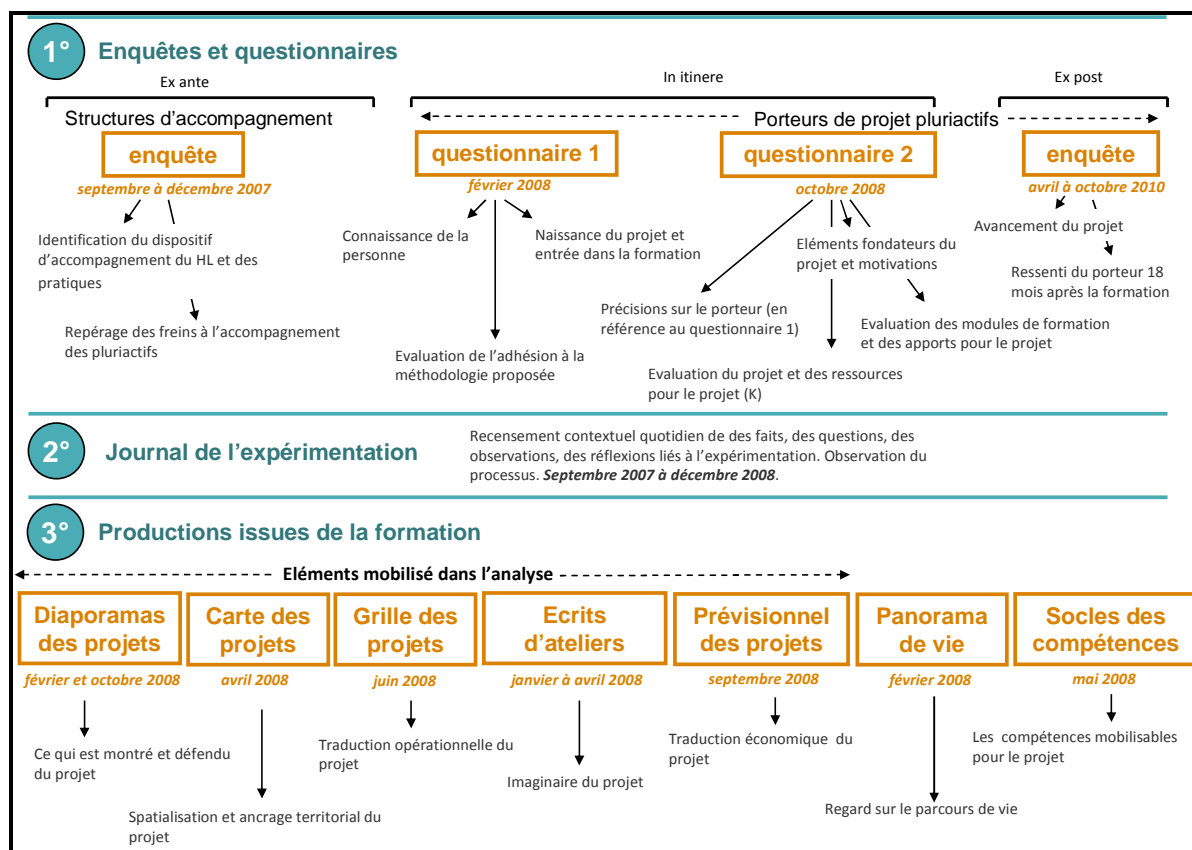 1° Enquêtes et questionnaires
Ex ante
In itinere
Ex post
Structures d'accompagnement
Porteurs de projet pluriactifs
enquête
septembre à décembre 2007
questionnaire 1
février 2008
questionnaire 2
octobre 2008
enquête
avril à octobre 2010
Identification du dispositif
d'accompagnement du HL et des
pratiques
Repérage des freins à l'accompagnement
des pluriactifs
Connaissance de la
personne
Naissance du projet et
entrée dans la formation
Evaluation de l'adhésion à la
méthodologie proposée
Précisions sur le porteur (en
référence au questionnaire 1)
Eléments fondateurs du
projet et motivations
Evaluation du projet et des ressources
pour le projet (K)
Evaluation des modules de formation
et des apports pour le projet
Avancement du projet
Ressenti du porteur 18
mois après la formation
2° Journal de l'expérimentation
Recensement contextuel quotidien de des faits, des questions, des
observations, des réflexions liés à l'expérimentation. Observation du
processus. Septembre 2007 à décembre 2008.
3° Productions issues de la formation
Eléments mobilisé dans l'analyse
Diaporamas
des projets
février et octobre 2008
Carte des
projets
avril 2008
Grille des
projets
juin 2008
Ecrits
d'ateliers
janvier à avril 2008
Prévisionnel
des projets
septembre 2008
Panorama
de vie
février 2008
Socles des
compétences
mai 2008
Ce qui est montré et défendu
du projet
Spatialisation et ancrage territorial du
projet
Traduction opérationnelle du
projet
Imaginaire du projet
Traduction économique du
projet
Regard sur le parcours de vie
Les compétences mobilisables
pour le projet